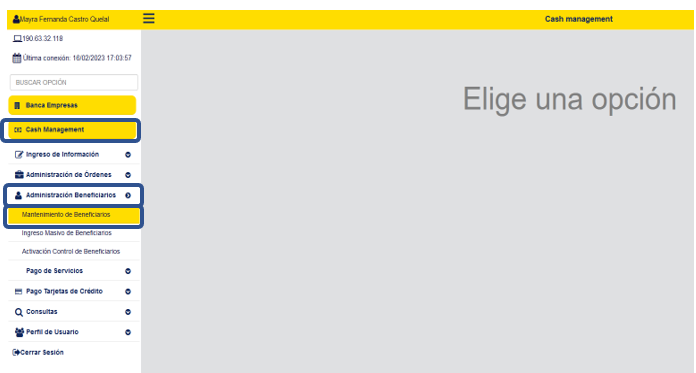 Mayra Fernanda Castro Quelal
Cash management
190.63.32.118
Última conexión: 16/02/2023 17:03:57
BUSCAR OPCIÓN
Elige una opción
Banca Empresas
Cash Management
Ingreso de Información
Administración de Órdenes
Administración Beneficiarios
Mantenimiento de Beneficiarios
Ingreso Masivo de Beneficiarios
Activación Control de Beneficiarios
Pago de Servicios
Pago Tarjetas de Crédito
Consultas
Perfil de Usuario
Cerrar Sesión